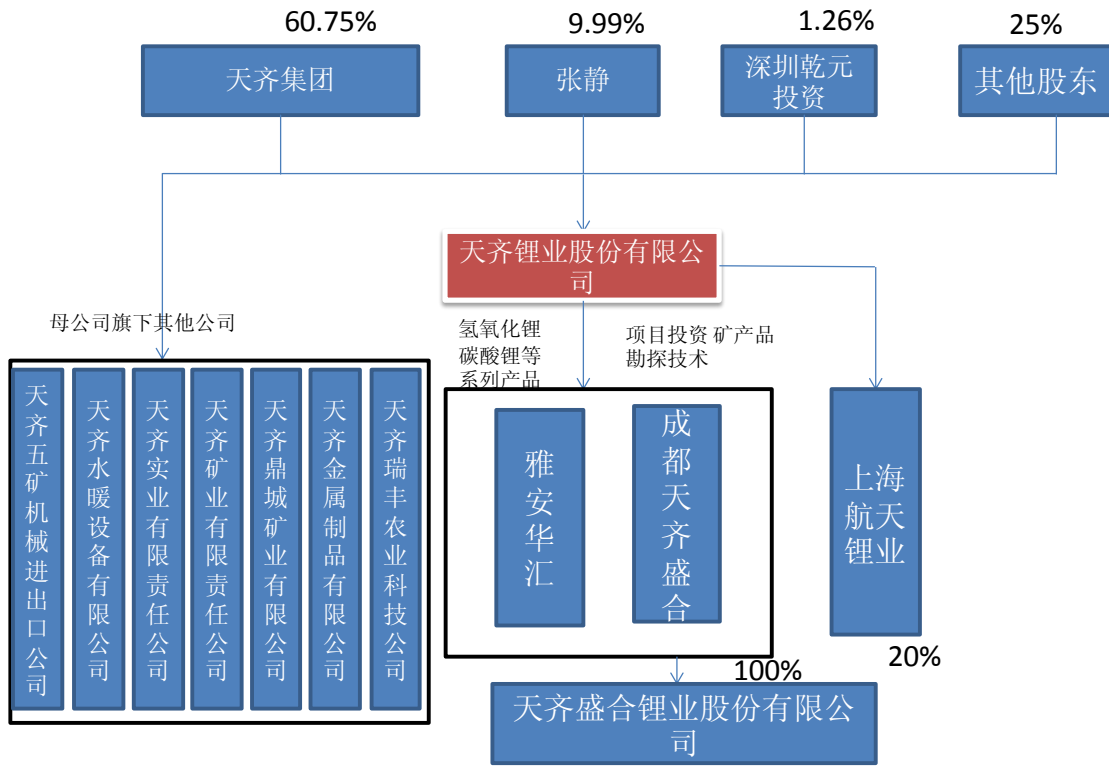 60.75%
9.99%
1.26%
25%
天齐集团
张静
深圳乾元
投资
其他股东
天齐锂业股份有限公
司
母公司旗下其他公司
氢氧化锂
碳酸锂等
系列产品
项目投资 矿产品
勘探技术
天齐五矿机械进出口公司
天齐水暖设备有限公司
天齐实业有限责任公司
天齐矿业有限责任公司
天齐鼎城矿业有限公司
天齐金属制品有限公司
天齐瑞丰农业科技公司
雅安华汇
成都天齐盛合
上海
航天
锂业
20%
100%
天齐盛合锂业股份有限公
司